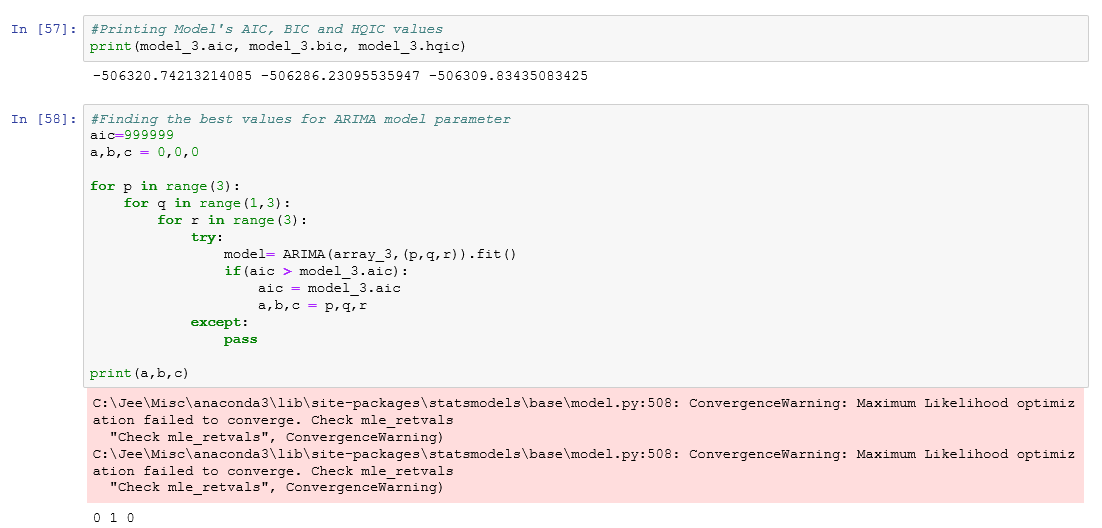 In [57]: #Printing Model's AIC, BIC and HQIC values
print(model_3.aic, model_3.bic, model_3.hqic)
-506320.74213214085 -506286.23095535947 -506309.83435083425
In [58]: #Finding the best values for ARIMA model parameter
aic=999999
a,b,c = 0,0,0
for p in range(3):
    for q in range(1,3):
        for r in range(3):
            try:
                model= ARIMA(array_3,(p,q,r)).fit()
                if(aic > model_3.aic):
                    aic = model_3.aic
                    a,b,c = p,q,r
            except:
                pass
print(a,b,c)
C:\Jee\Misc\anaconda3\lib\site-packages\statsmodels\base\model.py:508: ConvergenceWarning: Maximum Likelihood optimiz
ation failed to converge. Check mle_retvals
  "Check mle_retvals", ConvergenceWarning)
C:\Jee\Misc\anaconda3\lib\site-packages\statsmodels\base\model.py:508: ConvergenceWarning: Maximum Likelihood optimiz
ation failed to converge. Check mle_retvals
  "Check mle_retvals", ConvergenceWarning)
0 1 0